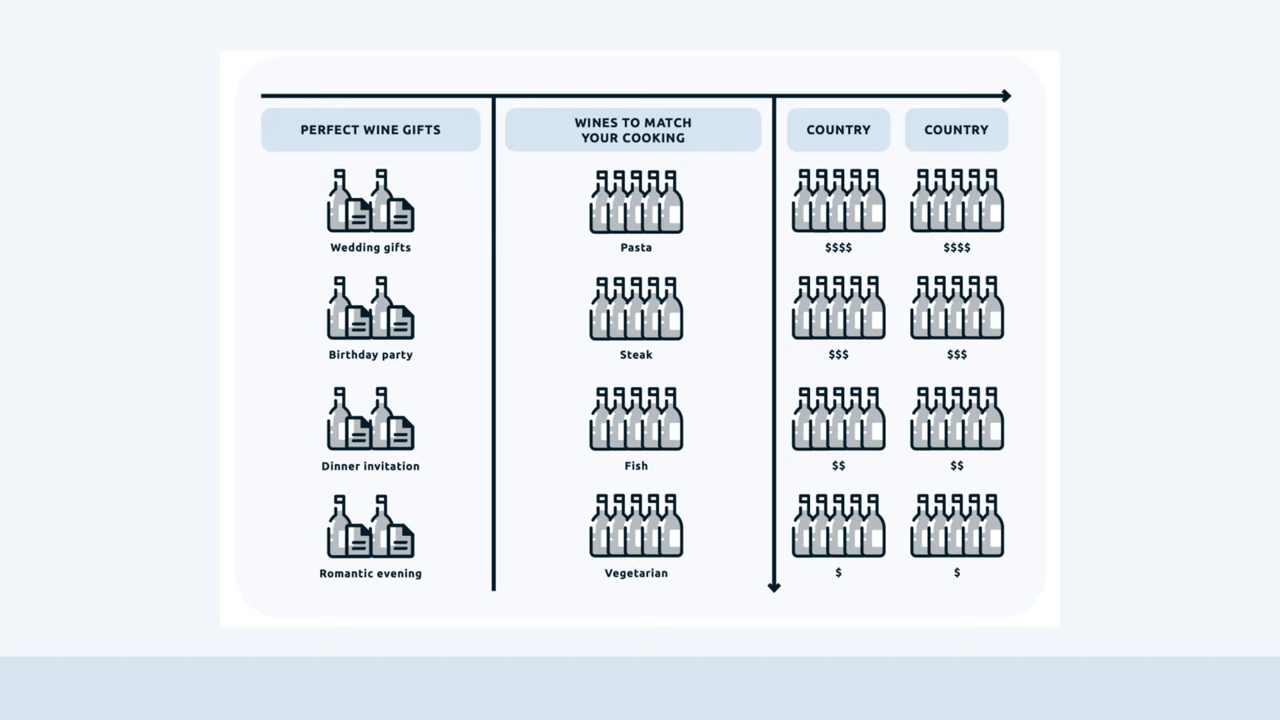 PERFECT WINE GIFTS
WINES TO MATCH
YOUR COOKING
COUNTRY
COUNTRY
Wedding gifts
Pasta
$$$$
$$$$
Birthday party
Steak
$$$
$$$
Dinner invitation
Fish
$$
$$
Romantic evening
Vegetarian
$
$